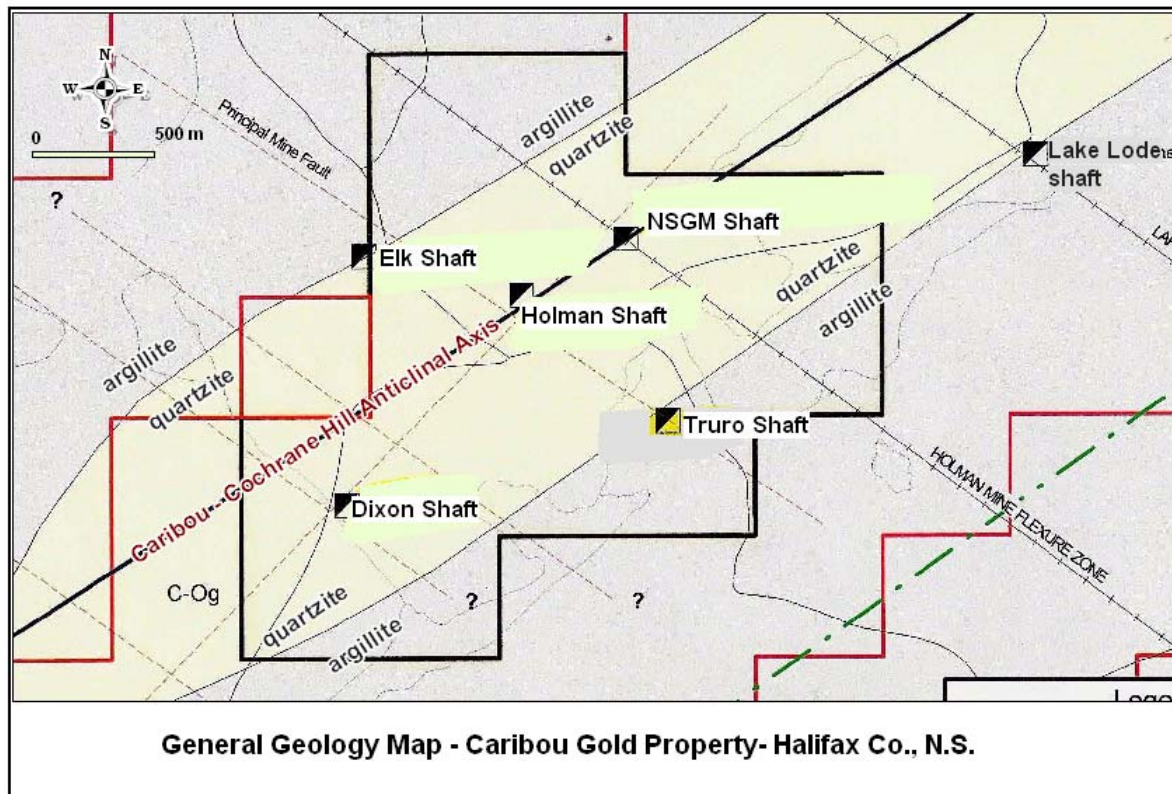 N
W E
S
0 500 m
Principal Mine Fault
argillite
quartzite
Lake Lode
shaft
?
NSGM Shaft
Elk Shaft
quartzite
argillite
Holman Shaft
argillite
quartzite
Caribou - Cochrane Hill Anticlinal Axis
Truro Shaft
HOLMAN MINE FLEXURE ZONE
Dixon Shaft
C-Og
?
?
quartzite
argillite
General Geology Map - Caribou Gold Property- Halifax Co., N.S.